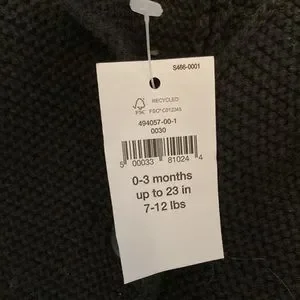 S466-0001
FSC
RECYCLED
FSC® C012345
494057-00-1
0030
5 00033 81024 4
0-3 months
up to 23 in
7-12 lbs